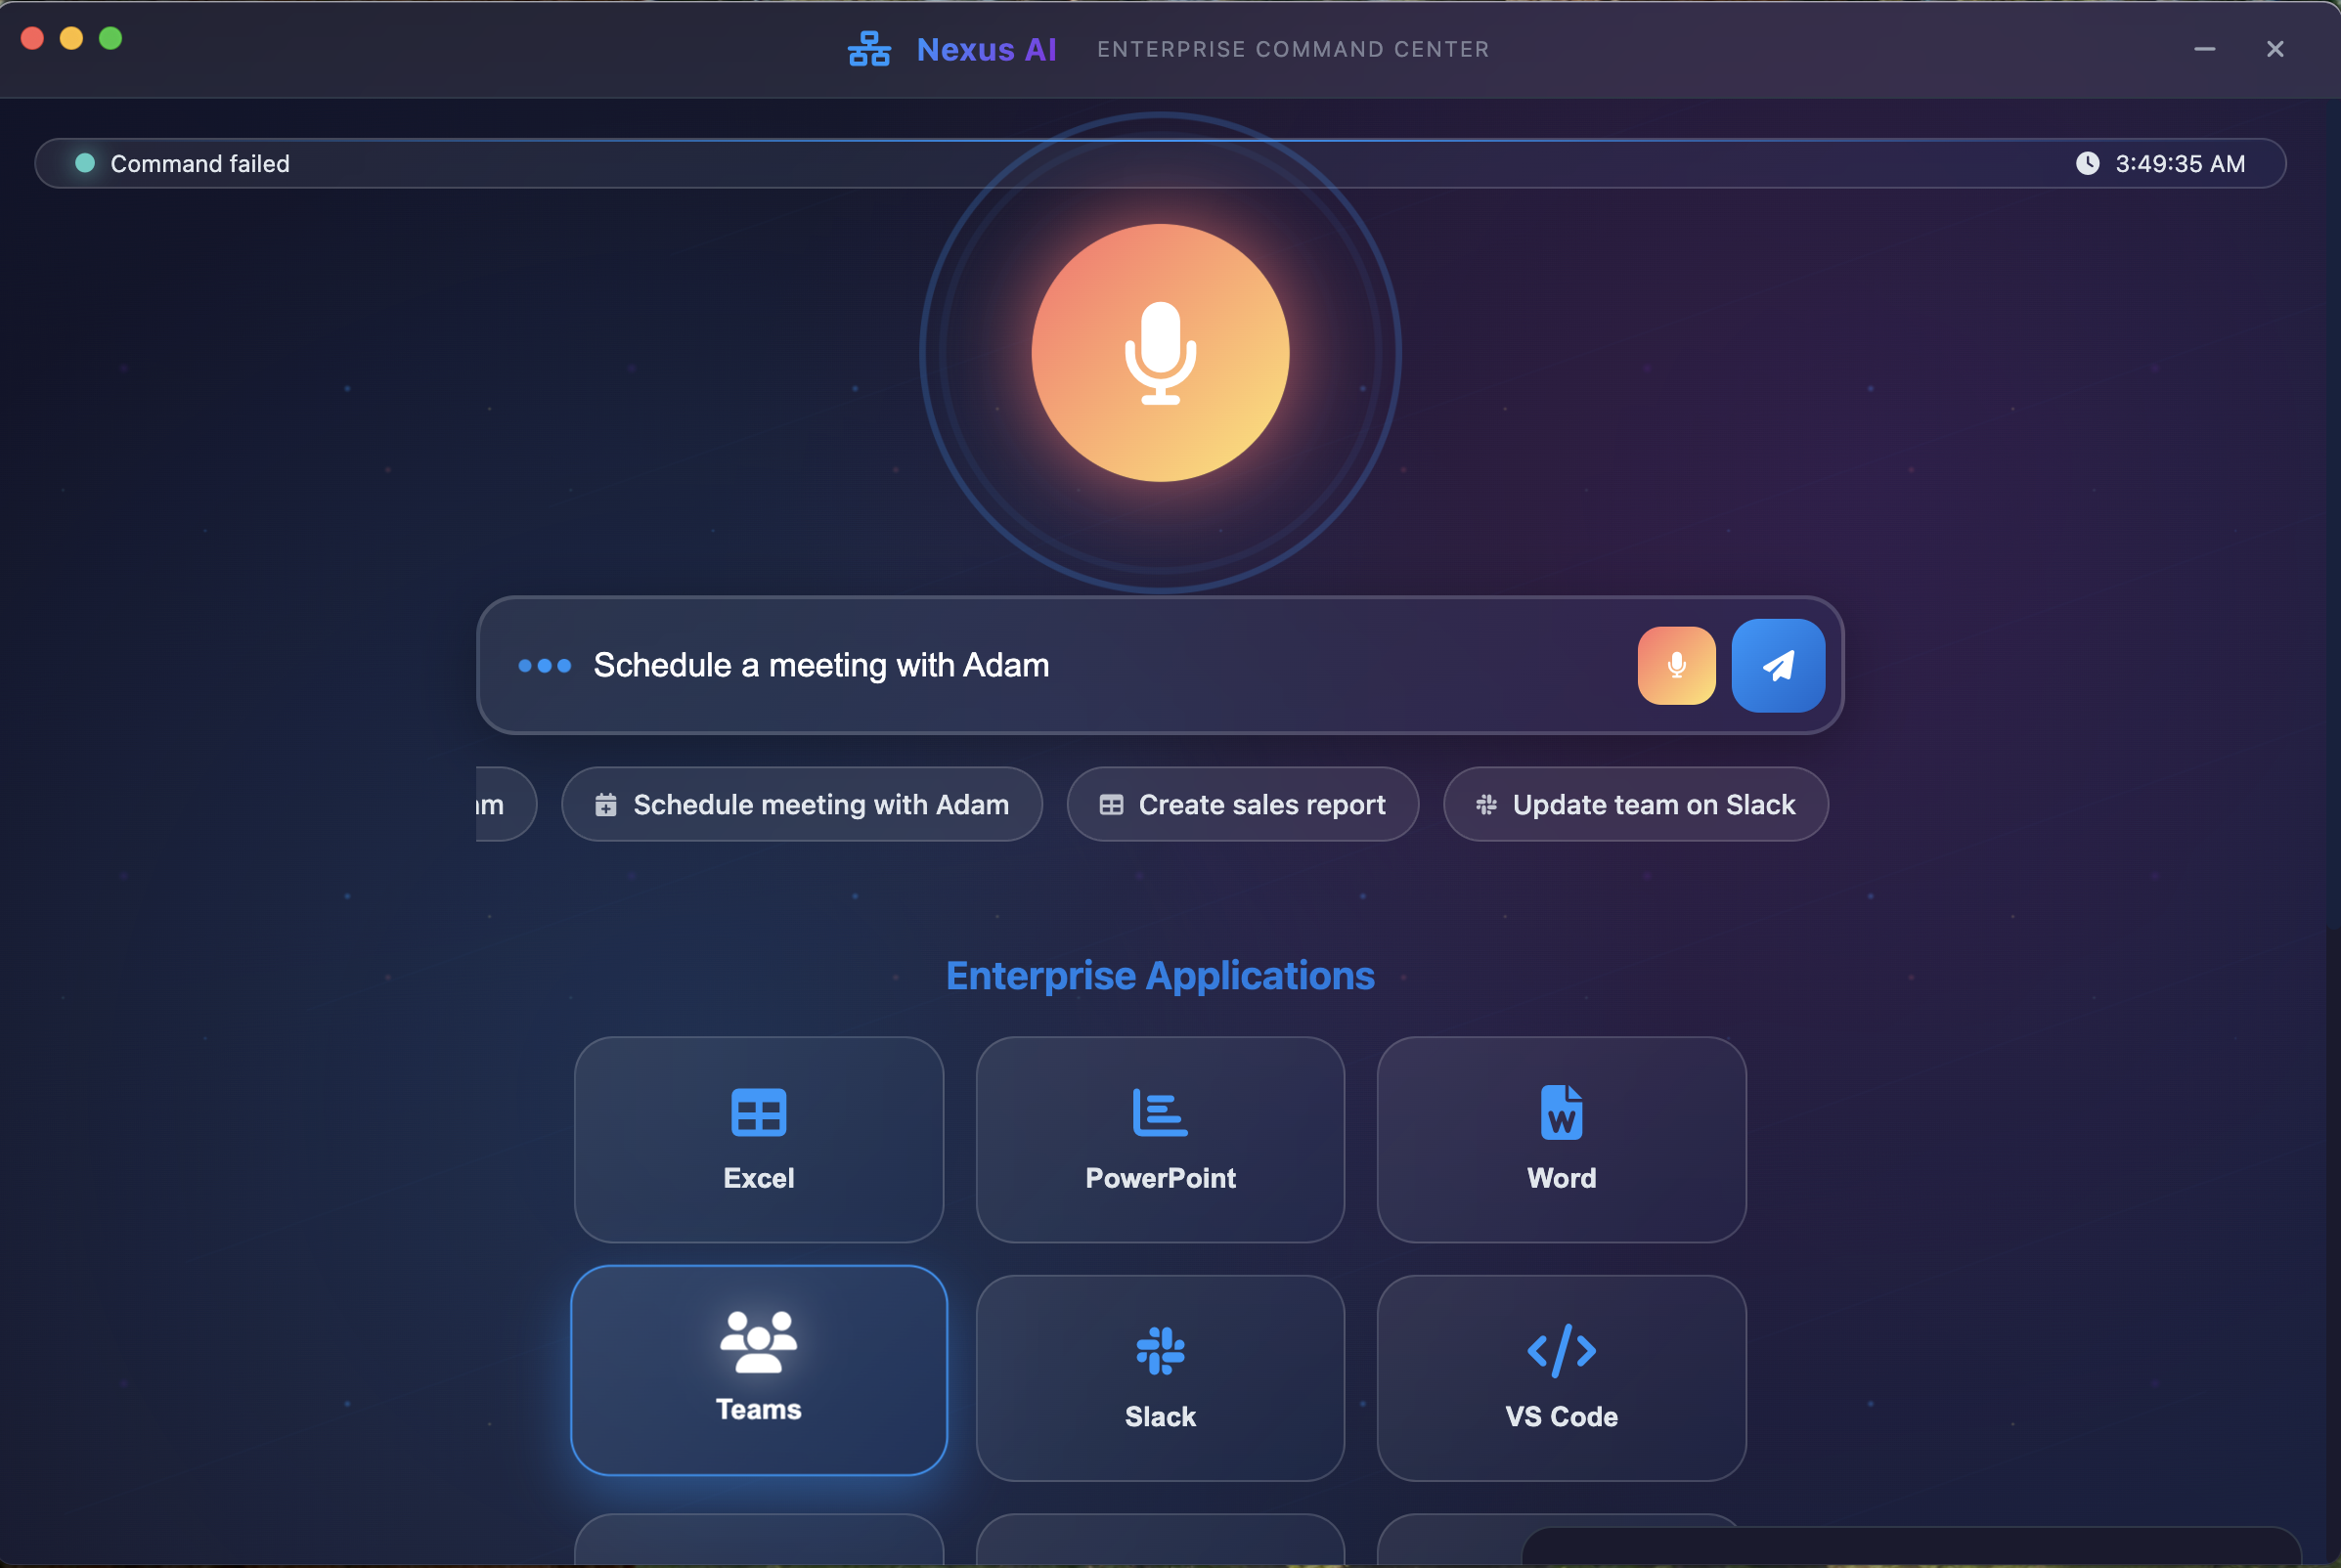 Nexus AI ENTERPRISE COMMAND CENTER
Command failed 3:49:35 AM
Schedule a meeting with Adam
Schedule meeting with Adam Create sales report Update team on Slack
Enterprise Applications
Excel PowerPoint Word
Teams Slack VS Code